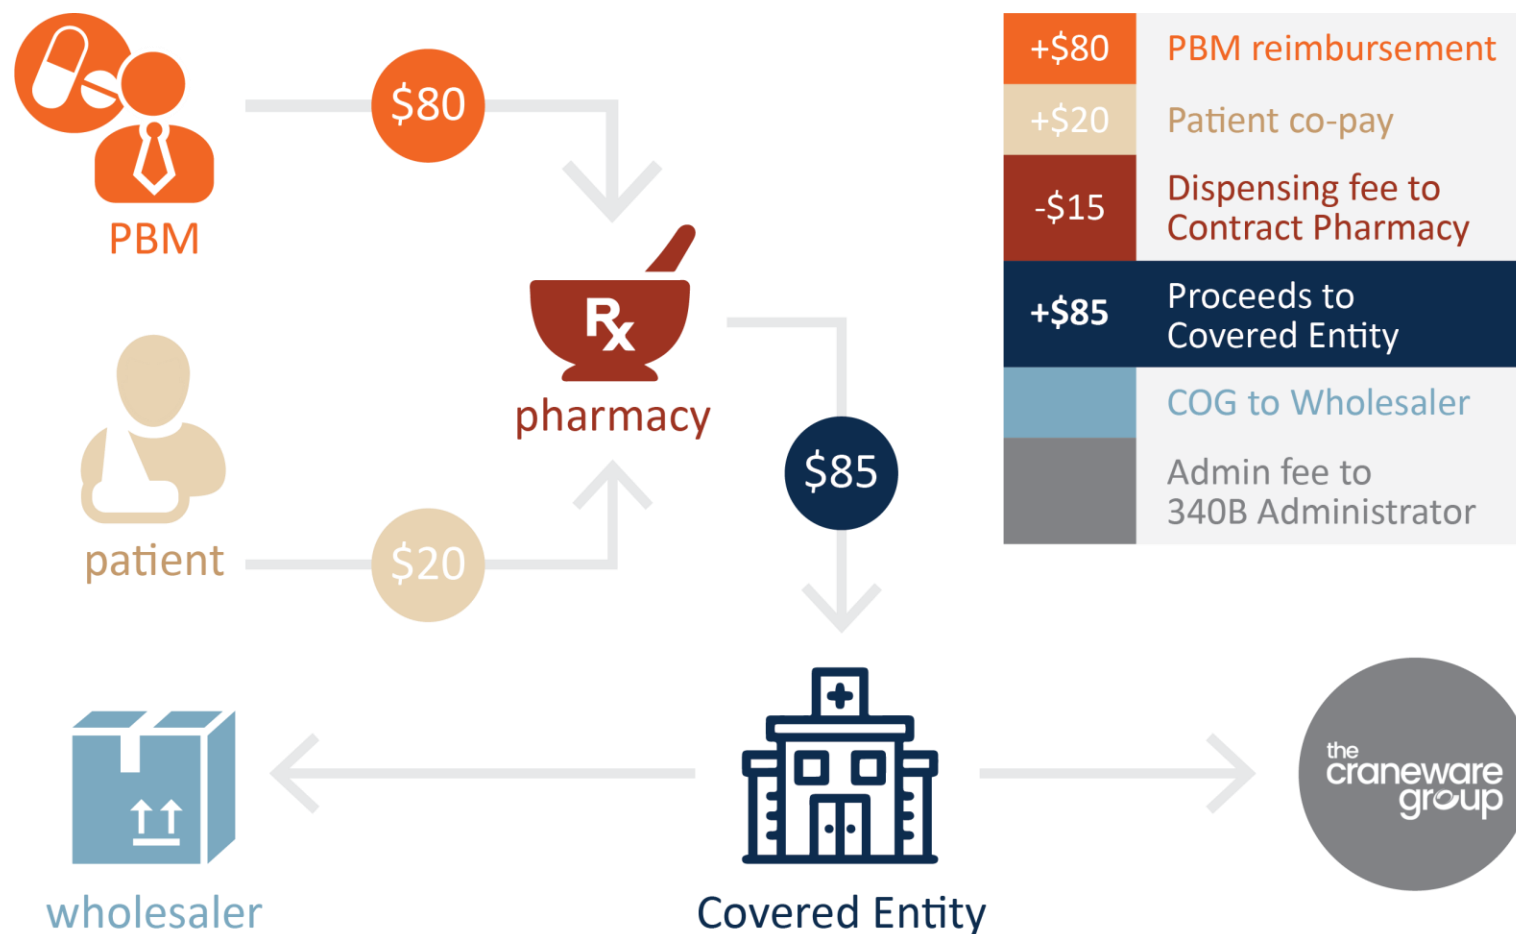 $80
PBM
Rx
pharmacy
patient
$20
$85
wholesaler
Covered Entity
the
craneware
group
+$80 PBM reimbursement
+$20 Patient co-pay
-$15 Dispensing fee to
Contract Pharmacy
+$85 Proceeds to
Covered Entity
COG to Wholesaler
Admin fee to
340B Administrator